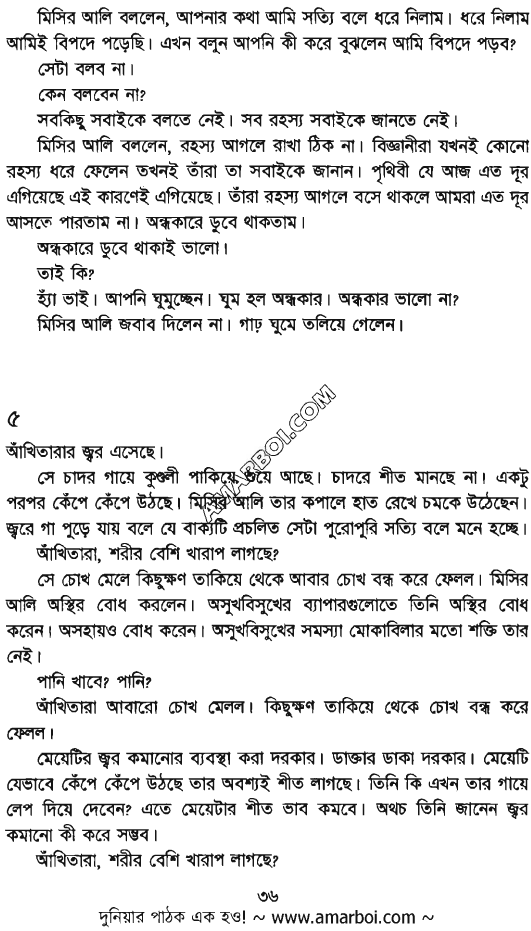 মিসির আলি বললেন, আপনার কথা আমি সত্যি বলে ধরে নিলাম। ধরে নিলাম
আমিই বিপদে পড়েছি। এখন বলুন আপনি কী করে বুঝলেন আমি বিপদে পড়ব?
সেটা বলব না।
কেন বলবেন না?
সবকিছু সবাইকে বলতে নেই। সব রহস্য সবাইকে জানতে নেই।
মিসির আলি বললেন, রহস্য আগলে রাখা ঠিক না। বিজ্ঞানীরা যখনই কোনো
রহস্য ধরে ফেলেন তখনই তাঁরা তা সবাইকে জানান। পৃথিবী যে আজ এত দূর
এগিয়েছে এই কারণেই এগিয়েছে। তাঁরা রহস্য আগলে বসে থাকলে আমরা এত দূর
আসতে পারতাম না। অন্ধকারে ডুবে থাকতাম।
অন্ধকারে ডুবে থাকাই ভালো।
তাই কি?
হ্যাঁ ভাই। আপনি ঘুমুচ্ছেন। ঘুম হল অন্ধকার। অন্ধকার ভালো না?
মিসির আলি জবাব দিলেন না। গাঢ় ঘুমে তলিয়ে গেলেন।
৫
আঁখিতারার জ্বর এসেছে।
সে চাদর গায়ে কুণ্ডলী পাকিয়ে শুয়ে আছে। চাদরে শীত মানছে না। একটু
পরপর কেঁপে কেঁপে উঠছে। মিসির আলি তার কপালে হাত রেখে চমকে উঠেছেন।
জ্বরে গা পুড়ে যায় বলে যে বাক্যটি প্রচলিত সেটা পুরোপুরি সত্যি বলে মনে হচ্ছে।
আঁখিতারা, শরীর বেশি খারাপ লাগছে?
সে চোখ মেলে কিছুক্ষণ তাকিয়ে থেকে আবার চোখ বন্ধ করে ফেলল। মিসির
আলি অস্থির বোধ করলেন। অসুখবিসুখের ব্যাপারগুলোতে তিনি অস্থির বোধ
করেন। অসহায়ও বোধ করেন। অসুখবিসুখের সমস্যা মোকাবিলার মতো শক্তি তার
নেই।
পানি খাবে? পানি?
আঁখিতারা আবারো চোখ মেলল। কিছুক্ষণ তাকিয়ে থেকে চোখ বন্ধ করে
ফেলল।
মেয়েটির জ্বর কমানোর ব্যবস্থা করা দরকার। ডাক্তার ডাকা দরকার। মেয়েটি
যেভাবে কেঁপে কেঁপে উঠছে তার অবশ্যই শীত লাগছে। তিনি কি এখন তার গায়ে
লেপ দিয়ে দেবেন? এতে মেয়েটার শীত ভাব কমবে। অথচ তিনি জানেন জ্বর
কমানো কী করে সম্ভব।
আঁখিতারা, শরীর বেশি খারাপ লাগছে?
৩৬
দুনিয়ার পাঠক এক হও! ~ www.amarboi.com ~
AMARBOI.COM